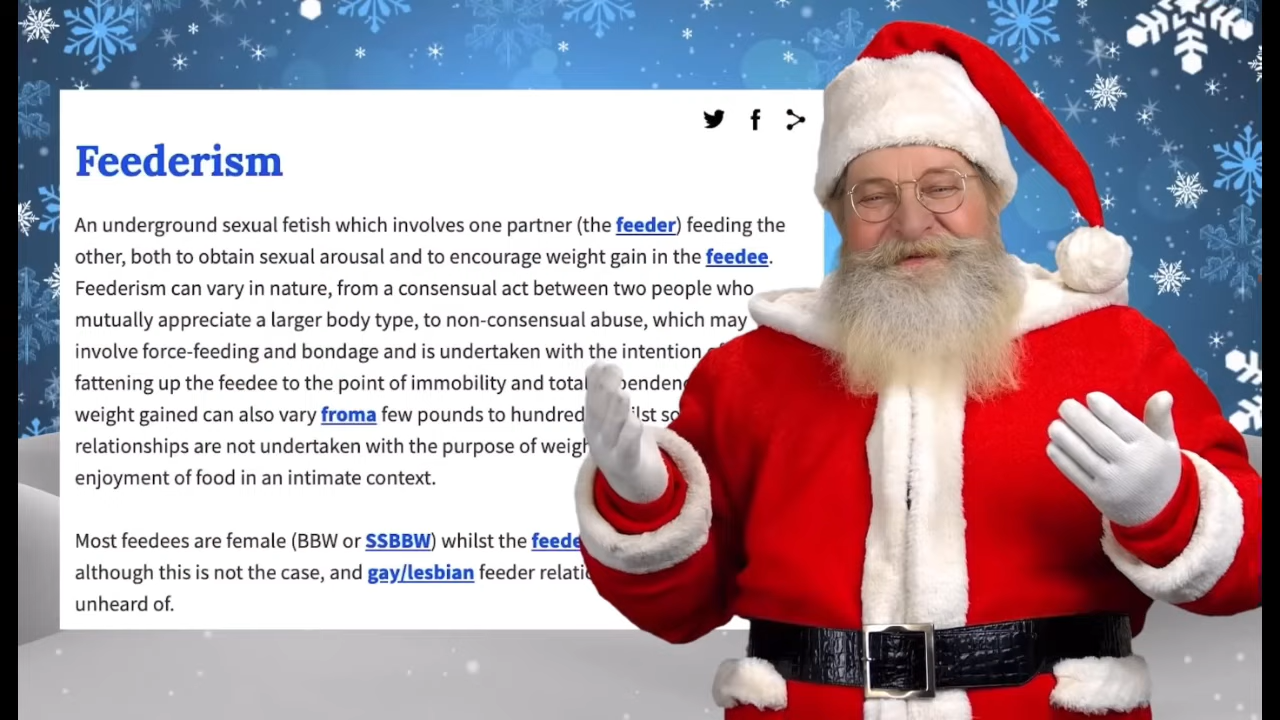 Feederism
An underground sexual fetish which involves one partner (the feeder) feeding the
other, both to obtain sexual arousal and to encourage weight gain in the feedee.
Feederism can vary in nature, from a consensual act between two people who
mutually appreciate a larger body type, to non-consensual abuse, which may
involve force-feeding and bondage and is undertaken with the intention
fattening up the feedee to the point of immobility and
weight gained can also vary froma few pounds to
relationships are not undertaken with the purpose of
enjoyment of food in an intimate context.
Most feedees are female (BBW or SSBBW) whilst the
although this is not the case, and gay/lesbian feeder
unheard of.